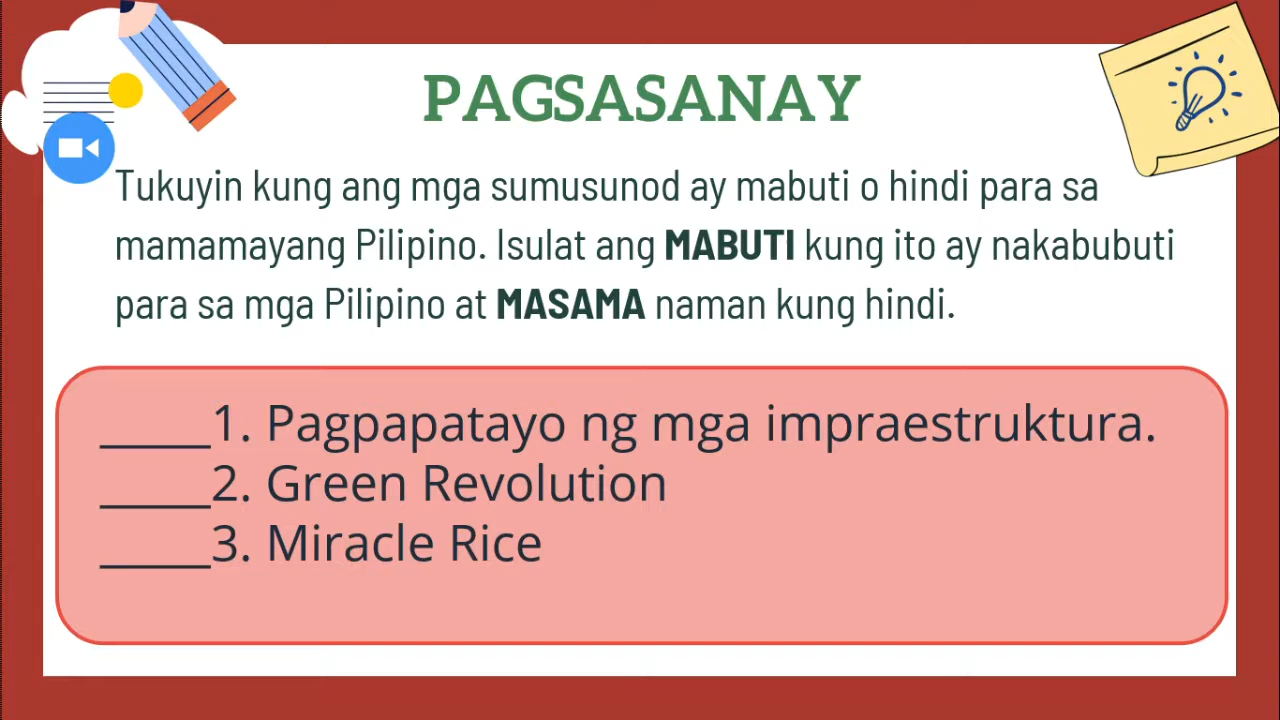 PAGSASANAY
Tukuyin kung ang mga sumusunod ay mabuti o hindi para sa
mamamayang Pilipino. Isulat ang MABUTI kung ito ay nakabubuti
para sa mga Pilipino at MASAMA naman kung hindi.
_____1. Pagpapatayo ng mga impraestruktura.
_____2. Green Revolution
_____3. Miracle Rice